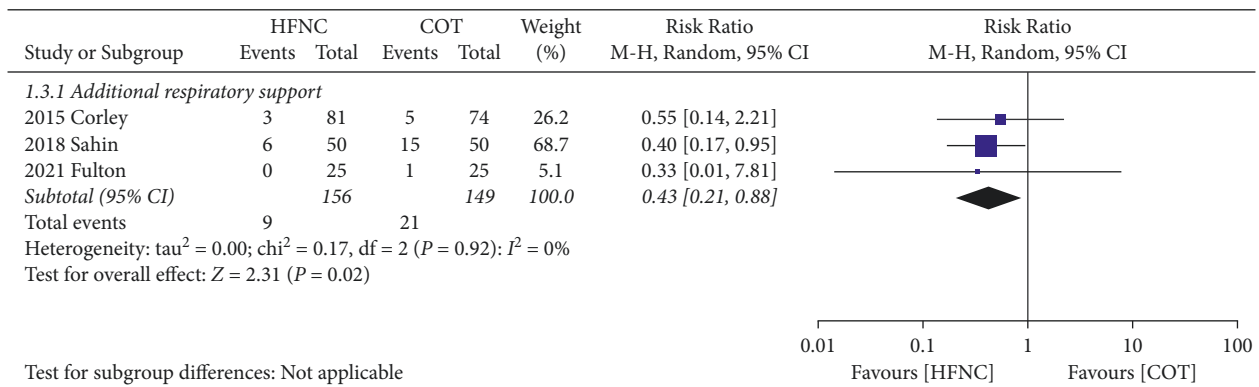 HFNC COT Weight Risk Ratio Risk Ratio
Study or Subgroup Events Total Events Total (%) M-H, Random, 95% CI M-H, Random, 95% CI
1.3.1 Additional respiratory support
2015 Corley 3 81 5 74 26.2 0.55 [0.14, 2.21]
2018 Sahin 6 50 15 50 68.7 0.40 [0.17, 0.95]
2021 Fulton 0 25 1 25 5.1 0.33 [0.01, 7.81]
Subtotal (95% CI) 156 149 100.0 0.43 [0.21, 0.88]
Total events 9 21
Heterogeneity: tau² = 0.00; chi² = 0.17, df = 2 (P = 0.92): I² = 0%
Test for overall effect: Z = 2.31 (P = 0.02)
0.01 0.1 1 10 100
Test for subgroup differences: Not applicable Favours [HFNC] Favours [COT]